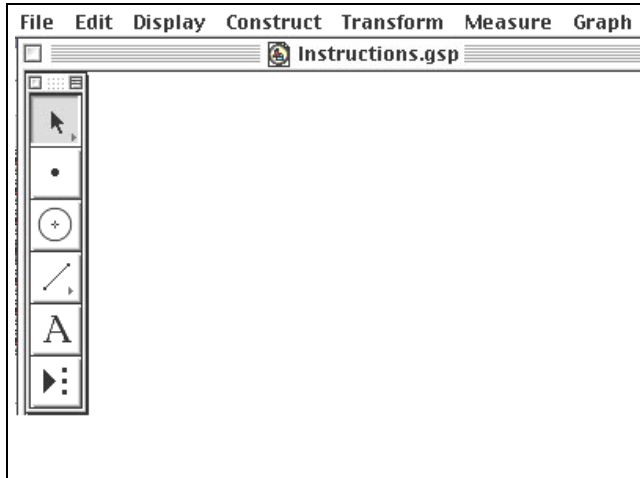 File Edit Display Construct Transform Measure Graph
Instructions.gsp
A